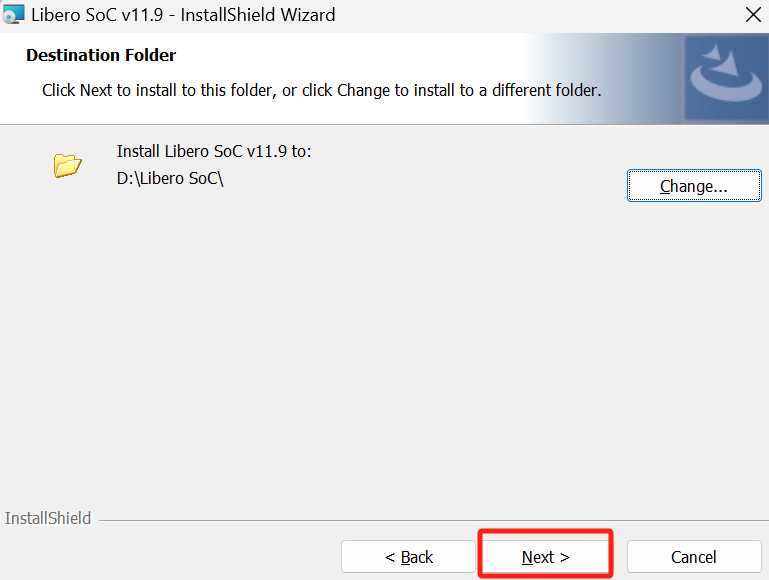 Libero SoC v11.9 - InstallShield Wizard
Destination Folder
Click Next to install to this folder, or click Change to install to a different folder.
Install Libero SoC v11.9 to:
D:\Libero SoC\
Change...
InstallShield
< Back
Next >
Cancel